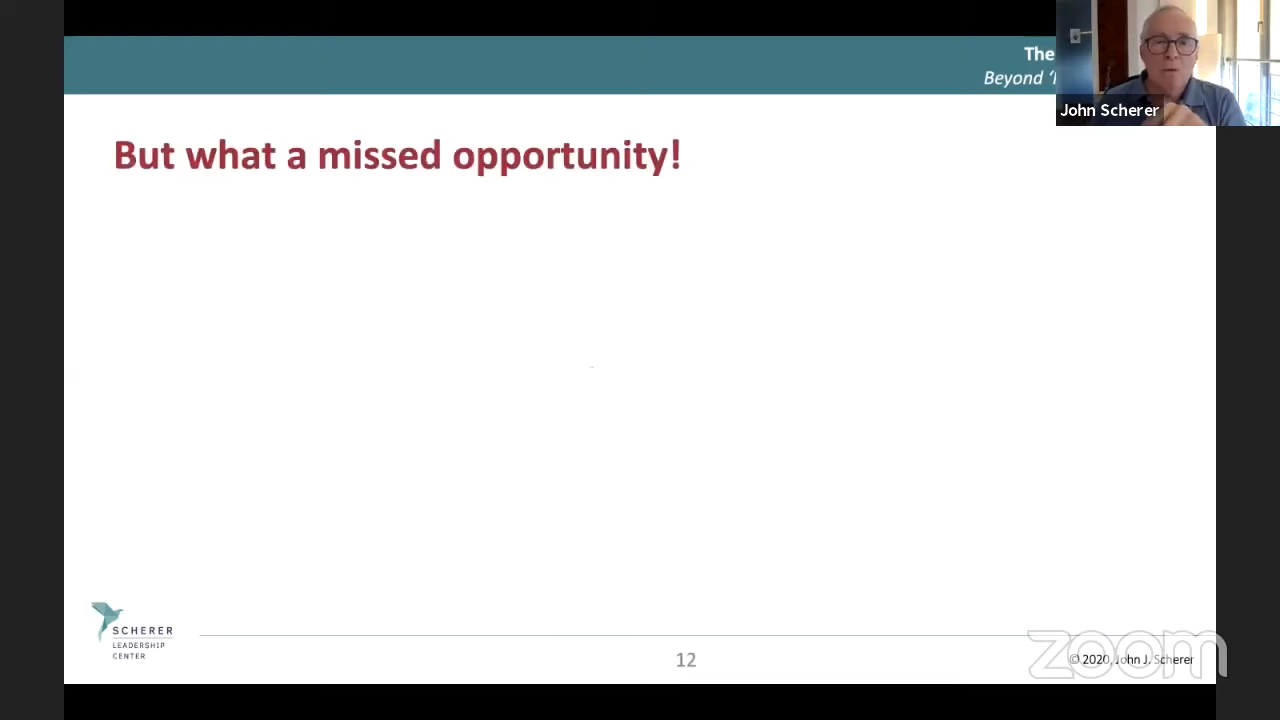 The
Beyond ‘
John Scherer
But what a missed opportunity!
SCHERER
LEADERSHIP
CENTER
12
© 2020, John J. Scherer
zoom